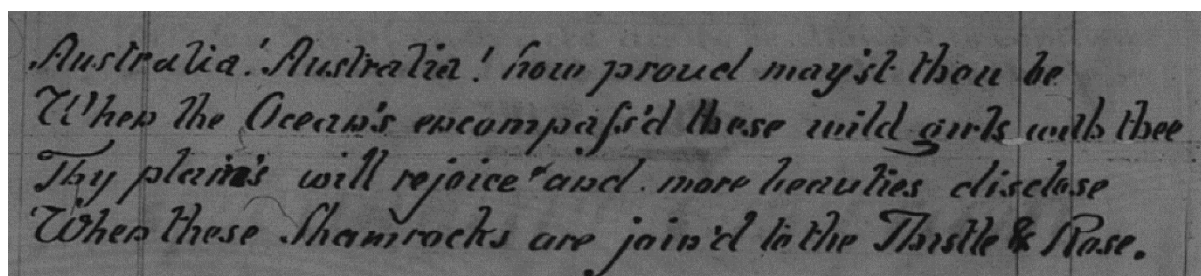 Australia! Australia! how proud may'st thou be
When the Ocean's encompass'd these wild girls with thee
Thy plains will rejoice and more beauties disclose
When these Shamrocks are join'd to the Thistle & Rose.